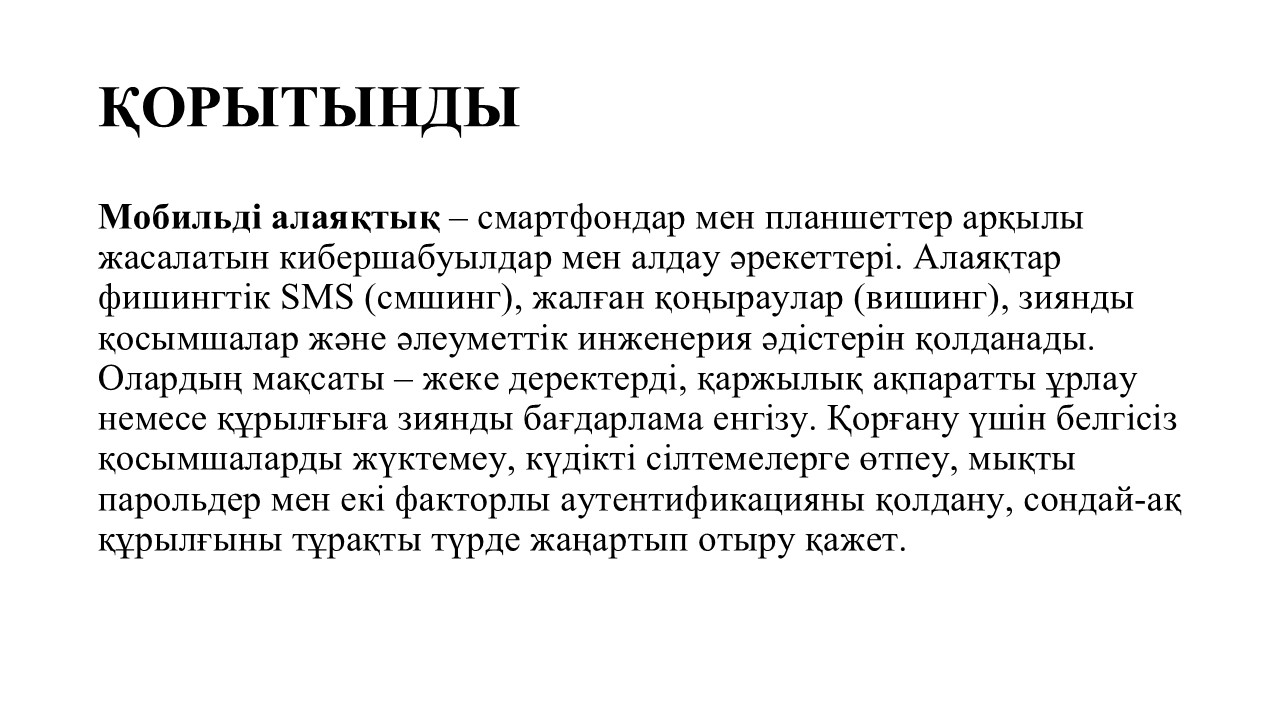 ҚОРЫТЫНДЫ
Мобильді алаяқтық – смартфондар мен планшеттер арқылы
жасалатын кибершабуылдар мен алдау әрекеттері. Алаяқтар
фишингтік SMS (смшинг), жалған қоңыраулар (вишинг), зиянды
қосымшалар және әлеуметтік инженерия әдістерін қолданады.
Олардың мақсаты – жеке деректерді, қаржылық ақпаратты ұрлау
немесе құрылғыға зиянды бағдарлама енгізу. Қорғану үшін белгісіз
қосымшаларды жүктемеу, күдікті сілтемелерге өтпеу, мықты
парольдер мен екі факторлы аутентификацияны қолдану, сондай-ақ
құрылғыны тұрақты түрде жаңартып отыру қажет.